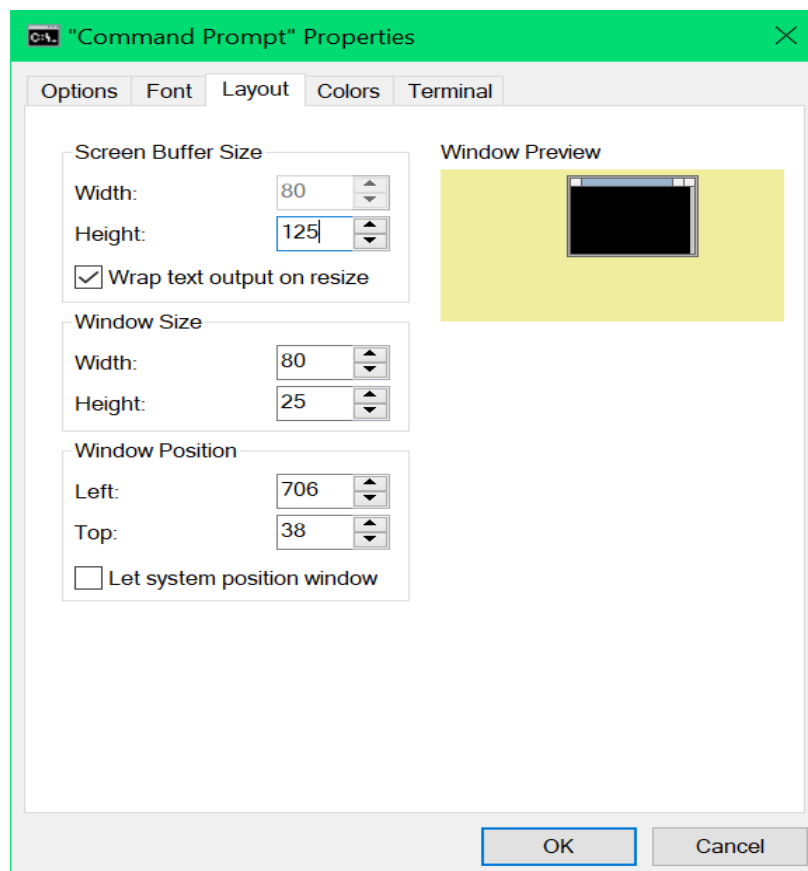 "Command Prompt" Properties
Options Font Layout Colors Terminal
Screen Buffer Size
Width: 80
Height: 125
Wrap text output on resize
Window Size
Width: 80
Height: 25
Window Position
Left: 706
Top: 38
Let system position window
Window Preview
OK Cancel